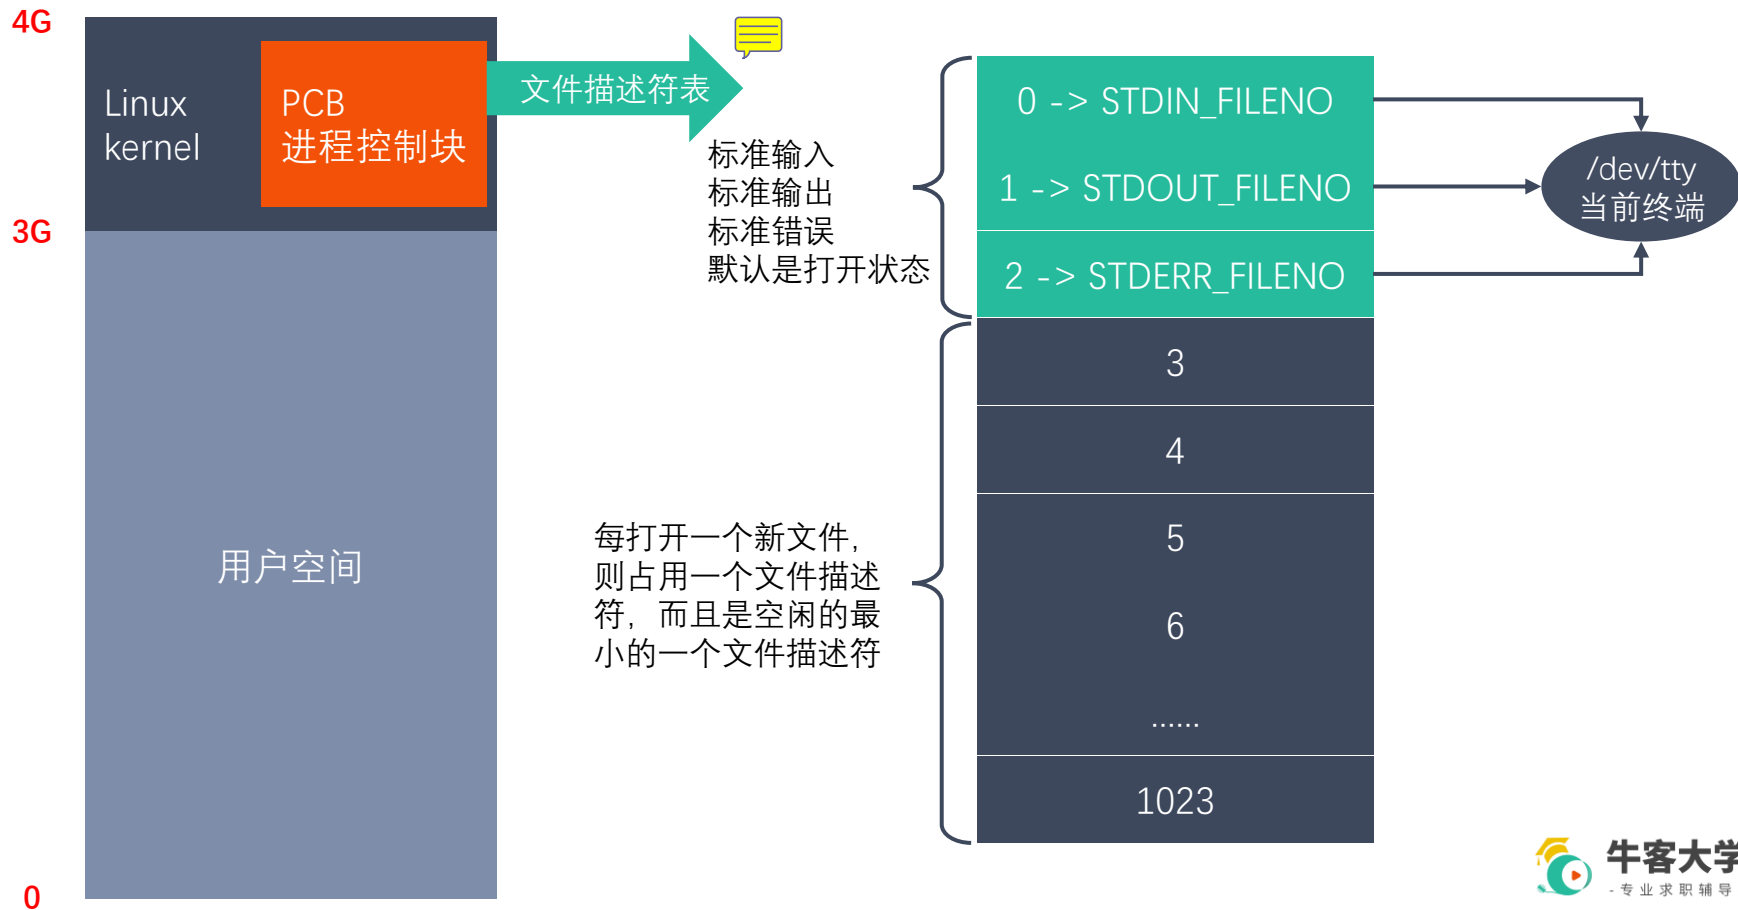 4G
Linux
kernel
PCB
进程控制块
文件描述符表
3G
用户空间
0
标准输入
标准输出
标准错误
默认是打开状态
每打开一个新文件，
则占用一个文件描述
符，而且是空闲的最
小的一个文件描述符
0 -> STDIN_FILENO
1 -> STDOUT_FILENO
2 -> STDERR_FILENO
3
4
5
6
......
1023
/dev/tty
当前终端
牛客大学
-专业求职辅导